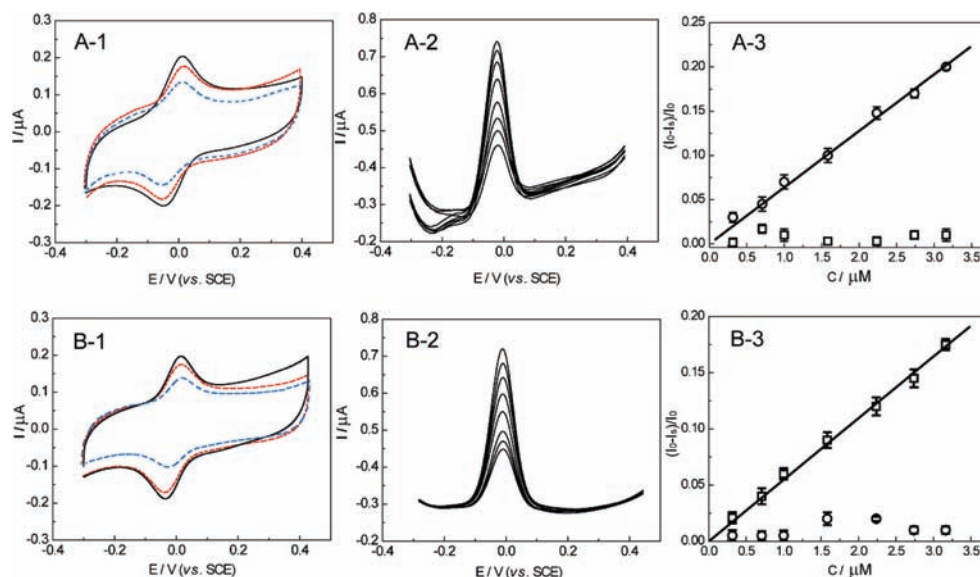 A-1
I / μA
0.3
0.2
0.1
0.0
-0.1
-0.2
-0.3
-0.4 -0.2 0.0 0.2 0.4
E / V (vs. SCE)
A-2
I / μA
-0.8
-0.7
-0.6
-0.5
-0.4
-0.3
-0.2
-0.4 -0.2 0.0 0.2 0.4
E / V (vs. SCE)
A-3
(I0-Is)/I0
0.25
0.20
0.15
0.10
0.05
0.00
0.0 0.5 1.0 1.5 2.0 2.5 3.0 3.5
C / μM
B-1
I / μA
0.3
0.2
0.1
0.0
-0.1
-0.2
-0.3
-0.4 -0.2 0.0 0.2 0.4
E / V (vs. SCE)
B-2
I / μA
-0.8
-0.7
-0.6
-0.5
-0.4
-0.3
-0.2
-0.4 -0.2 0.0 0.2 0.4
E / V (vs. SCE)
B-3
(I0-Is)/I0
0.20
0.15
0.10
0.05
0.00
0.0 0.5 1.0 1.5 2.0 2.5 3.0 3.5
C / μM